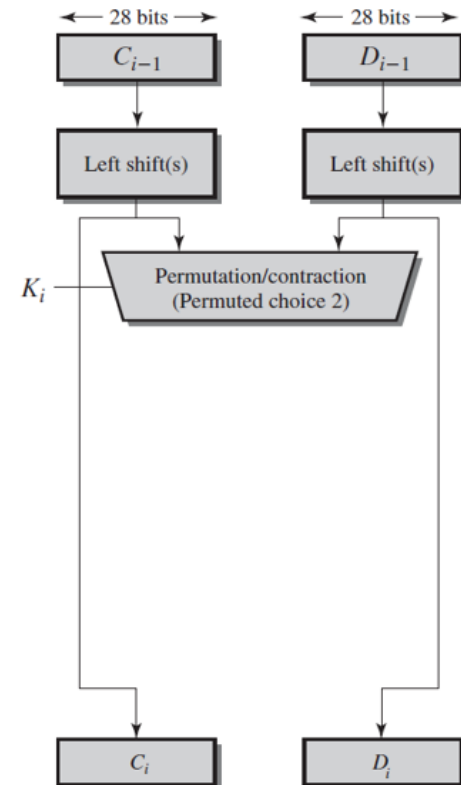 28 bits 28 bits
C_{i−1} D_{i−1}
Left shift(s) Left shift(s)
K_i
Permutation/contraction
(Permuted choice 2)
C_i D_i